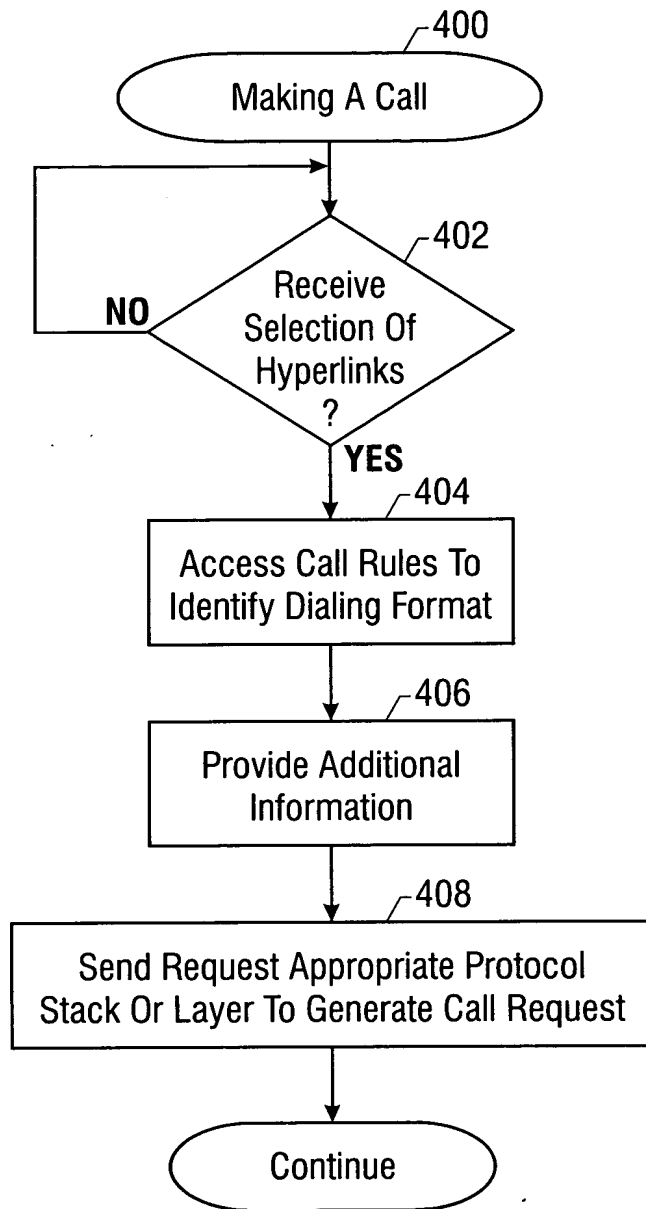 400
Making A Call
402
Receive
Selection Of
Hyperlinks
?
NO
YES
404
Access Call Rules To
Identify Dialing Format
406
Provide Additional
Information
408
Send Request Appropriate Protocol
Stack Or Layer To Generate Call Request
Continue